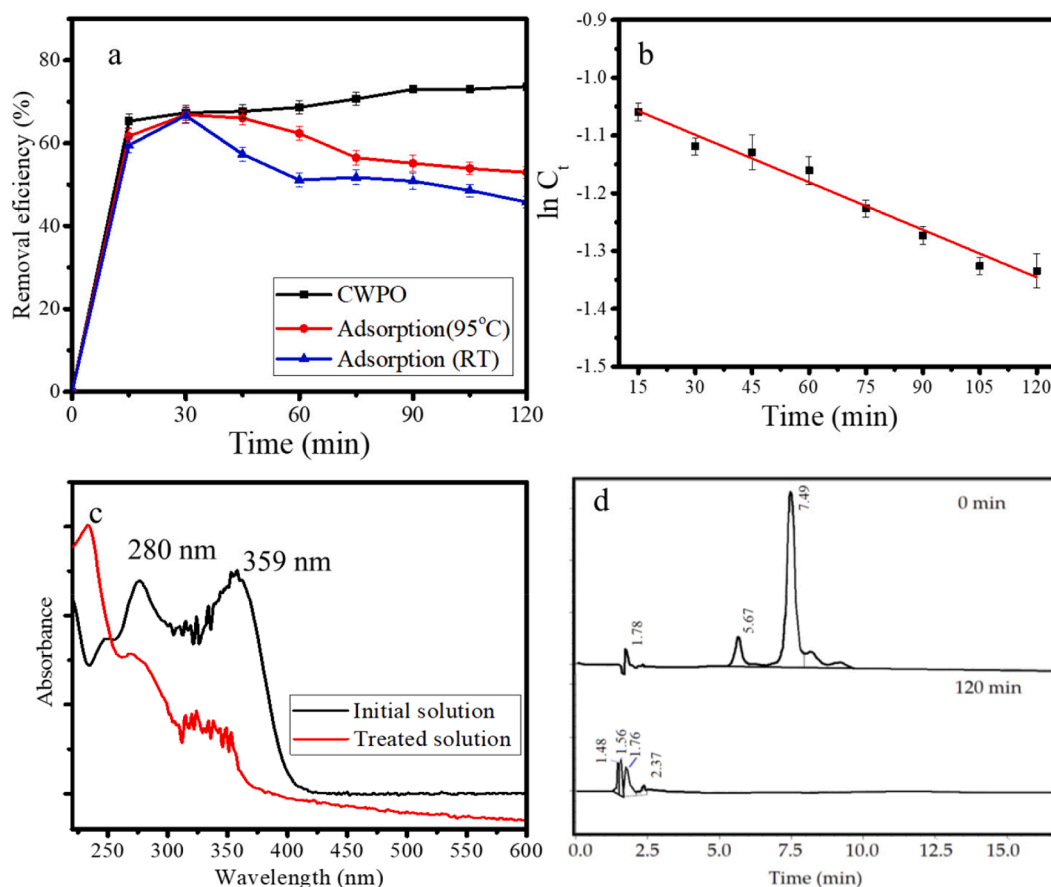 a
Removal eficiency (%)
80
60
40
20
0
CWPO
Adsorption(95°C)
Adsorption (RT)
0 30 60 90 120
Time (min)
b
ln Ct
-0.9
-1.0
-1.1
-1.2
-1.3
-1.4
-1.5
15 30 45 60 75 90 105 120
Time (min)
c
280 nm
359 nm
Absorbance
Initial solution
Treated solution
250 300 350 400 450 500 550 600
Wavelength (nm)
d
0 min
7.49
5.67
1.78
120 min
1.48
1.56
1.76
2.37
0.0 2.5 5.0 7.5 10.0 12.5 15.0
Time (min)